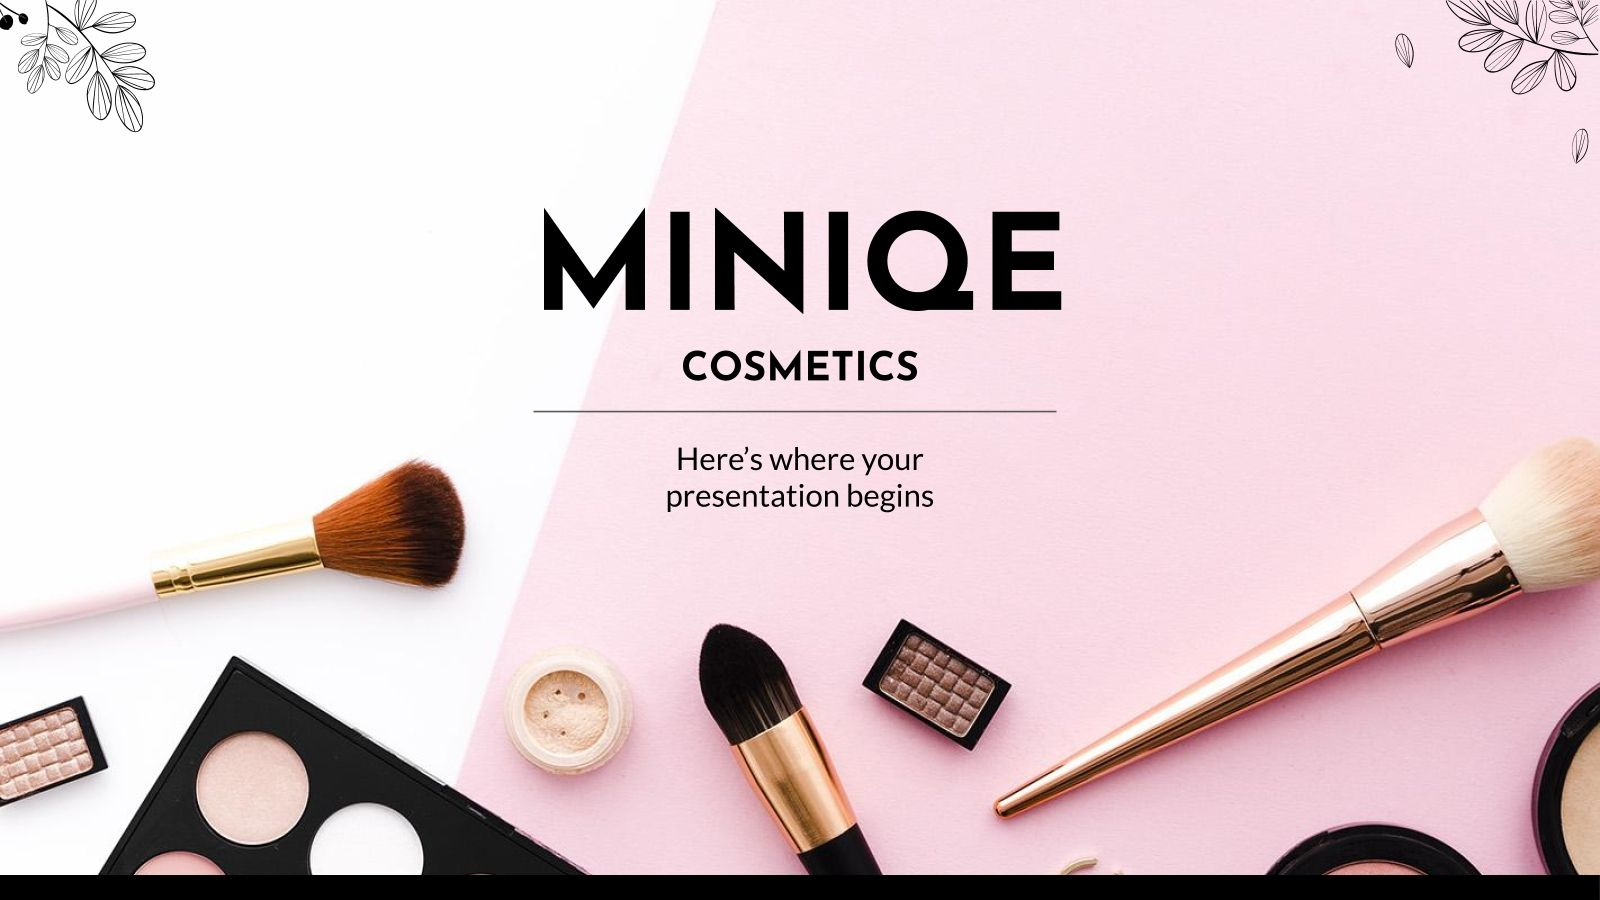 MINIQE
COSMETICS
Here’s where your
presentation begins